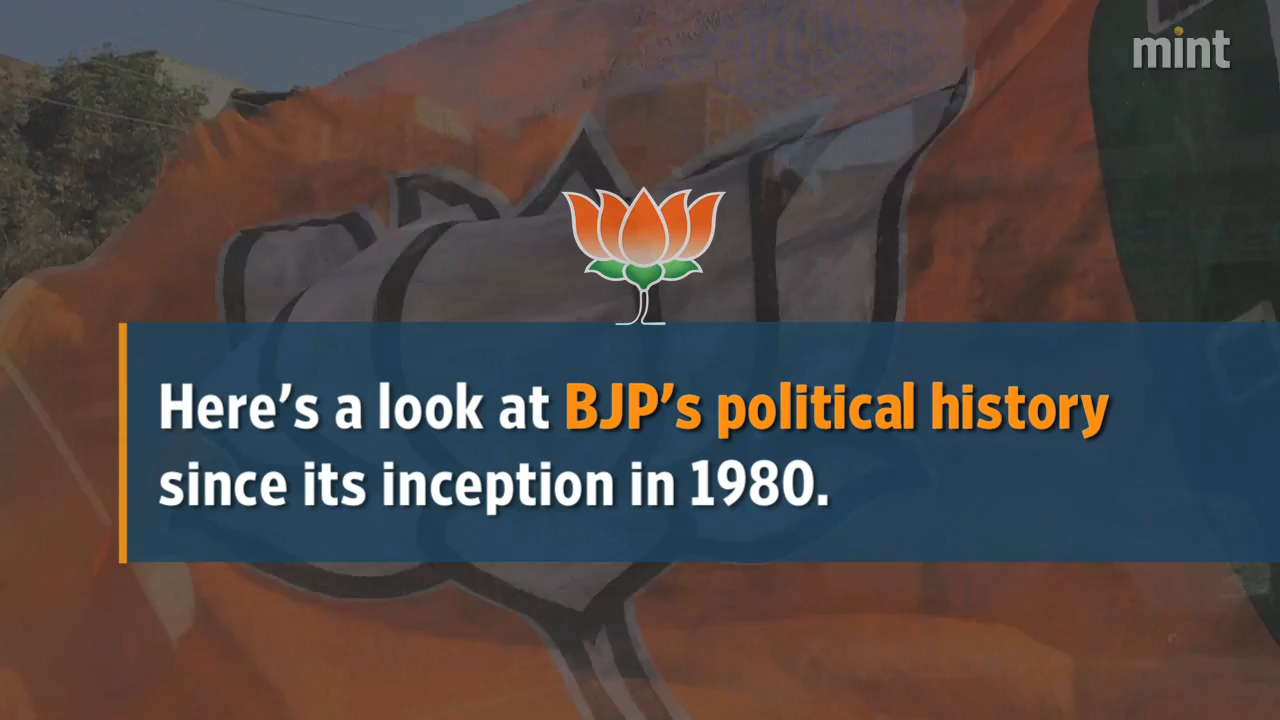 mint
Here’s a look at BJP’s political history
since its inception in 1980.